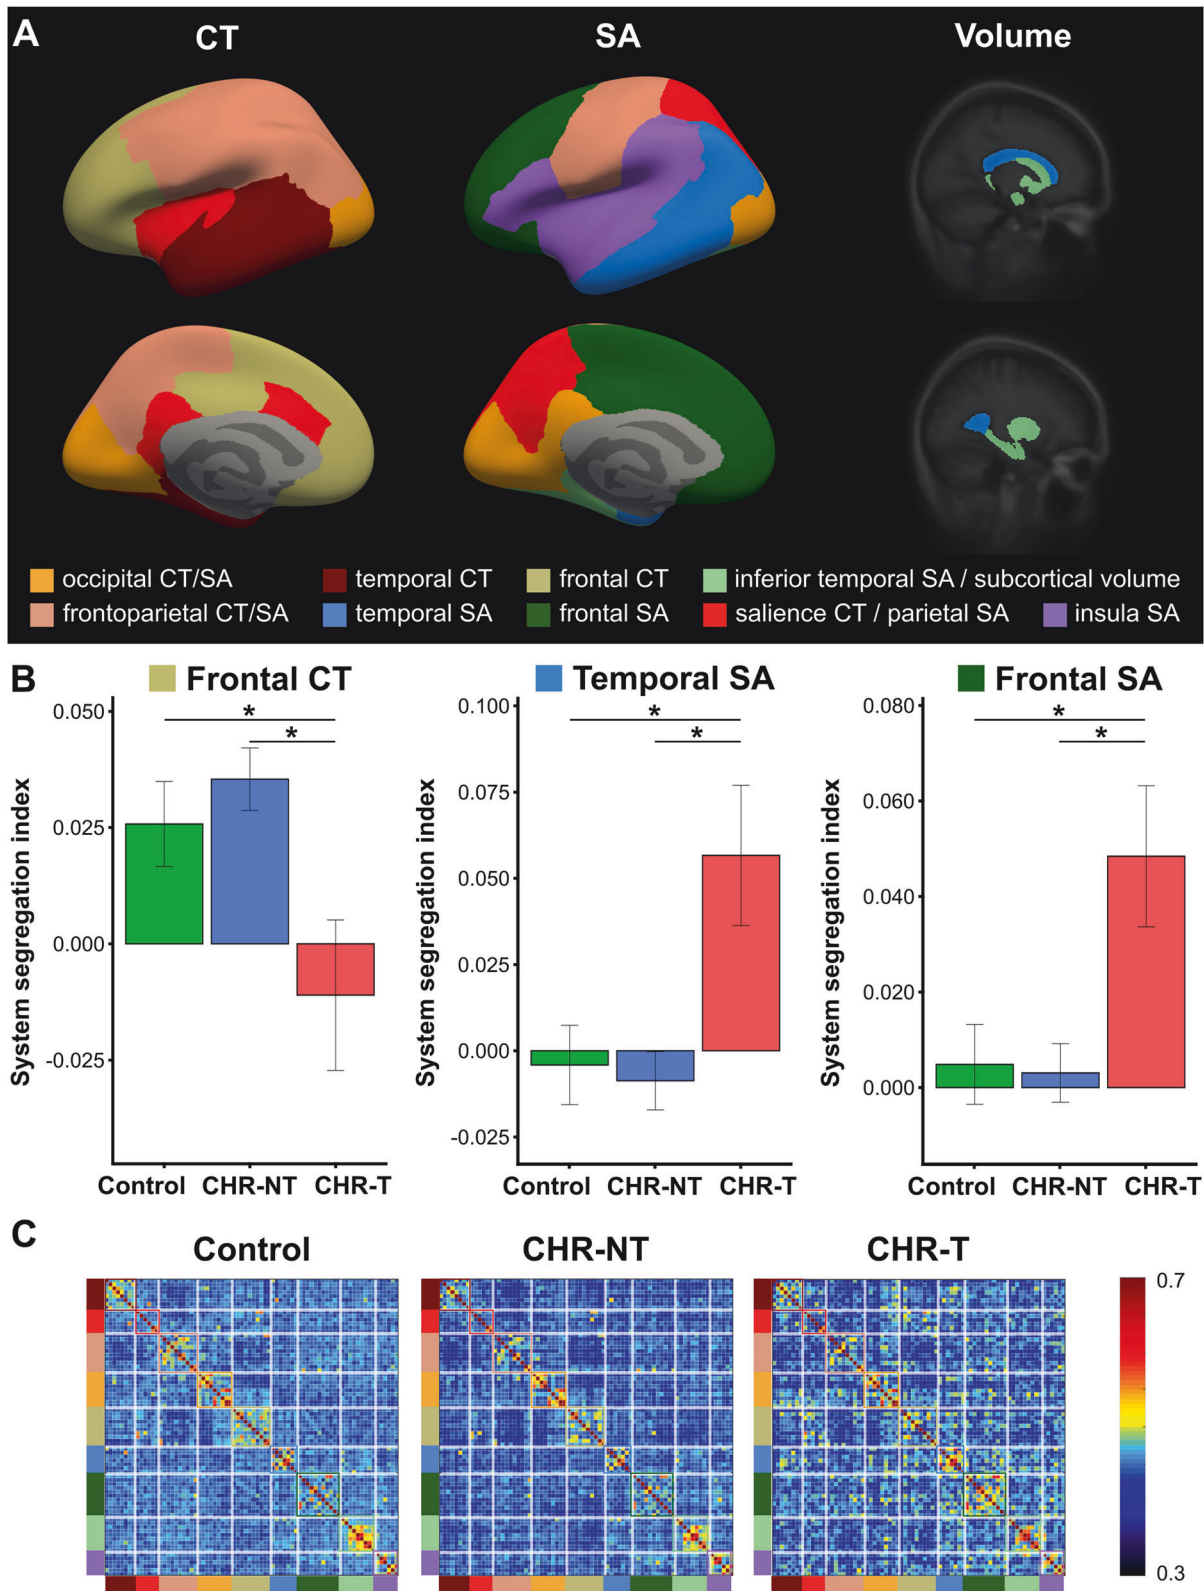 A
CT
SA
Volume
occipital CT/SA
temporal CT
frontal CT
inferior temporal SA / subcortical volume
frontoparietal CT/SA
temporal SA
frontal SA
salience CT / parietal SA
insula SA
B
Frontal CT
System segregation index
0.050
0.025
0.000
-0.025
*
*
Control
CHR-NT
CHR-T
Temporal SA
System segregation index
0.100
0.075
0.050
0.025
0.000
-0.025
*
*
Control
CHR-NT
CHR-T
Frontal SA
System segregation index
0.080
0.060
0.040
0.020
0.000
*
*
Control
CHR-NT
CHR-T
C
Control
CHR-NT
CHR-T
0.7
0.3